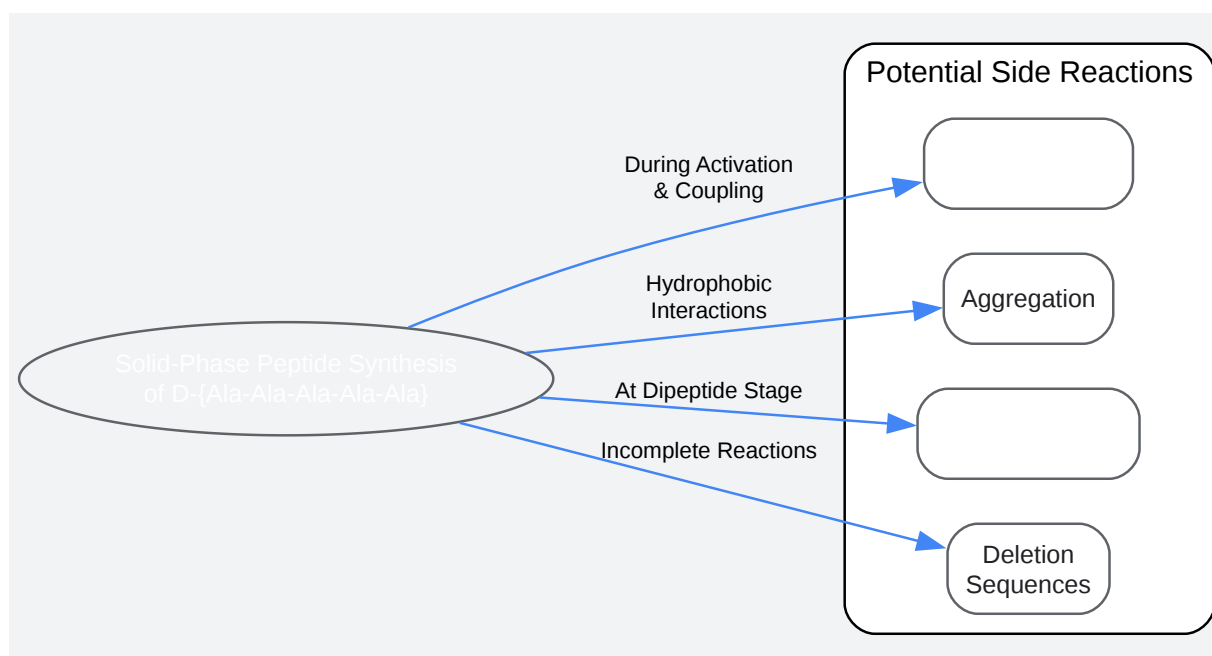 Potential Side Reactions
During Activation
& Coupling
Hydrophobic
Interactions
Aggregation
Solid-Phase Peptide Synthesis
of D-{Ala-Ala-Ala-Ala-Ala}
At Dipeptide Stage
Incomplete Reactions
Deletion
Sequences